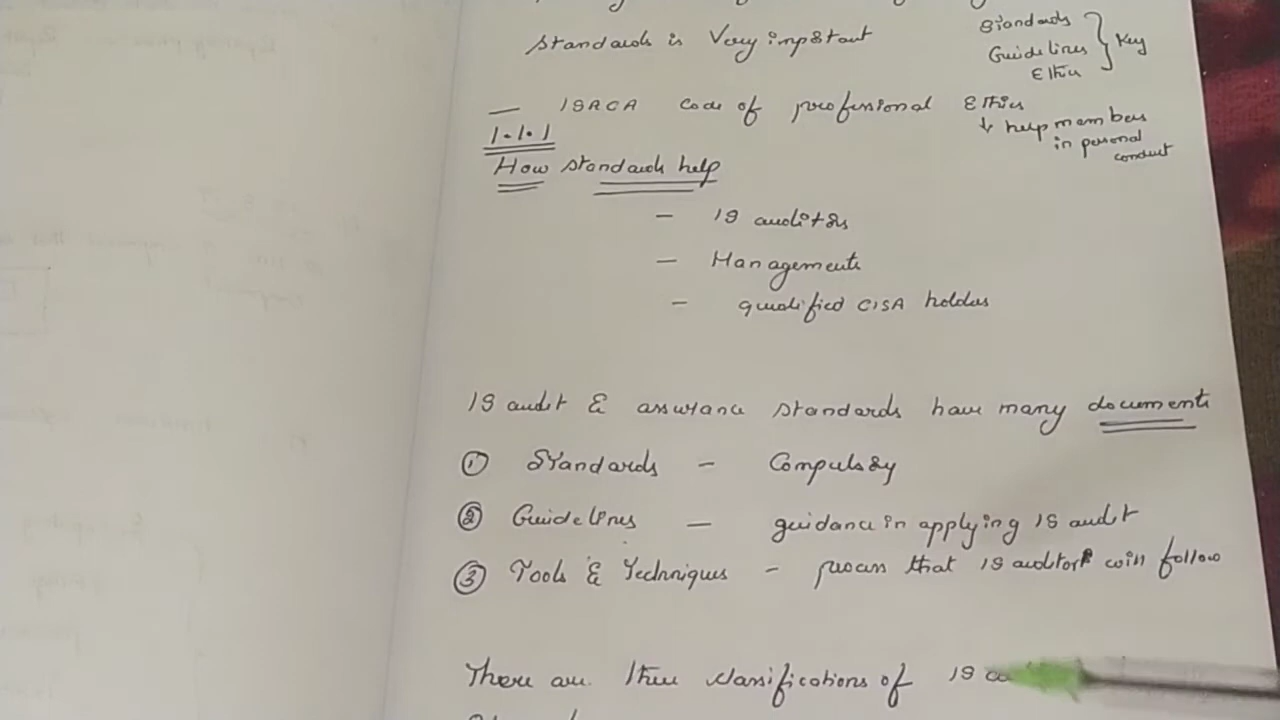 standards is Very important
Standards
Guidelines
Ethics
Key
— ISACA Code of professional Ethics
↓ help members
in personal
conduct
1.1.1
How standards help
- IS auditors
- Managements
- qualified CISA holders
IS audit & assurance standards have many documents
① Standards - Compulsory
② Guidelines - guidance in applying IS audit
③ Tools & Techniques - process that IS auditor will follow
There are three classifications of IS